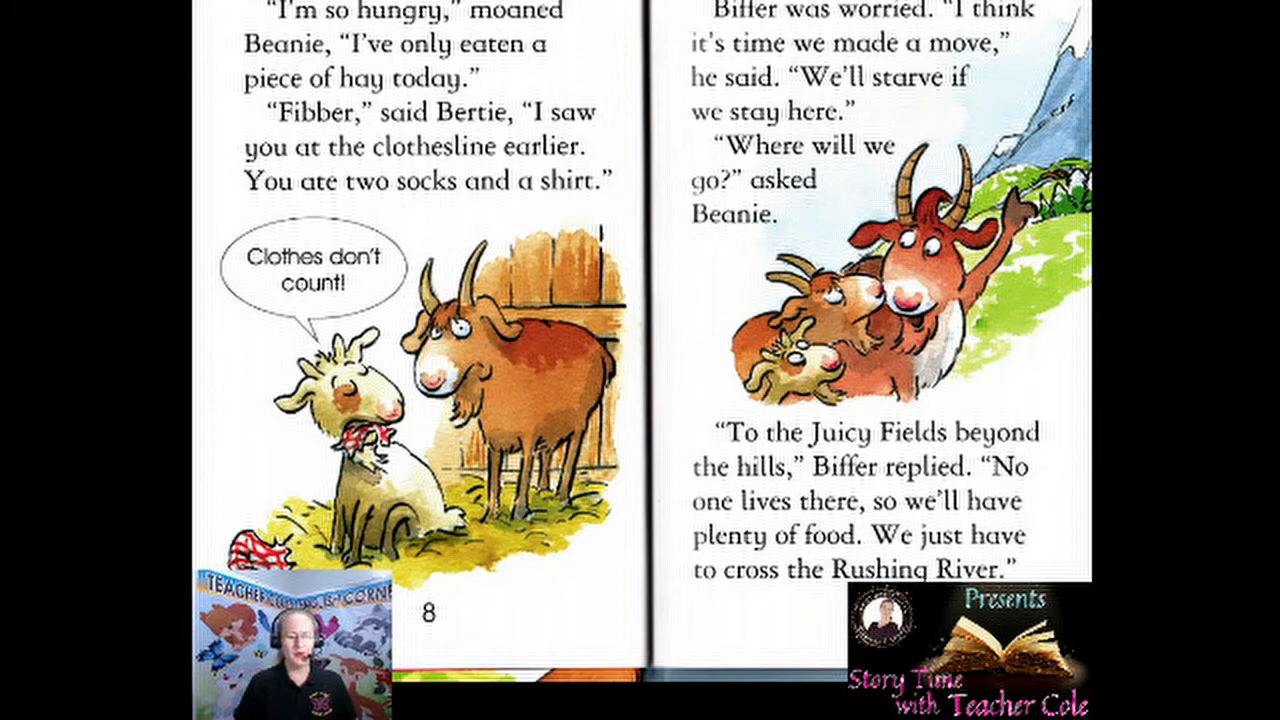 "I'm so hungry," moaned
Beanie, "I've only eaten a
piece of hay today."
"Fibber," said Bertie, "I saw
you at the clothesline earlier.
You ate two socks and a shirt."
Clothes don't
count!
8
Biffer was worried. "I think
it's time we made a move,"
he said. "We'll starve if
we stay here."
"Where will we
go?" asked
Beanie.
"To the Juicy Fields beyond
the hills," Biffer replied. "No
one lives there, so we'll have
plenty of food. We just have
to cross the Rushing River."
TEACHER
CORNER
Presents
Story Time
with Teacher Cole